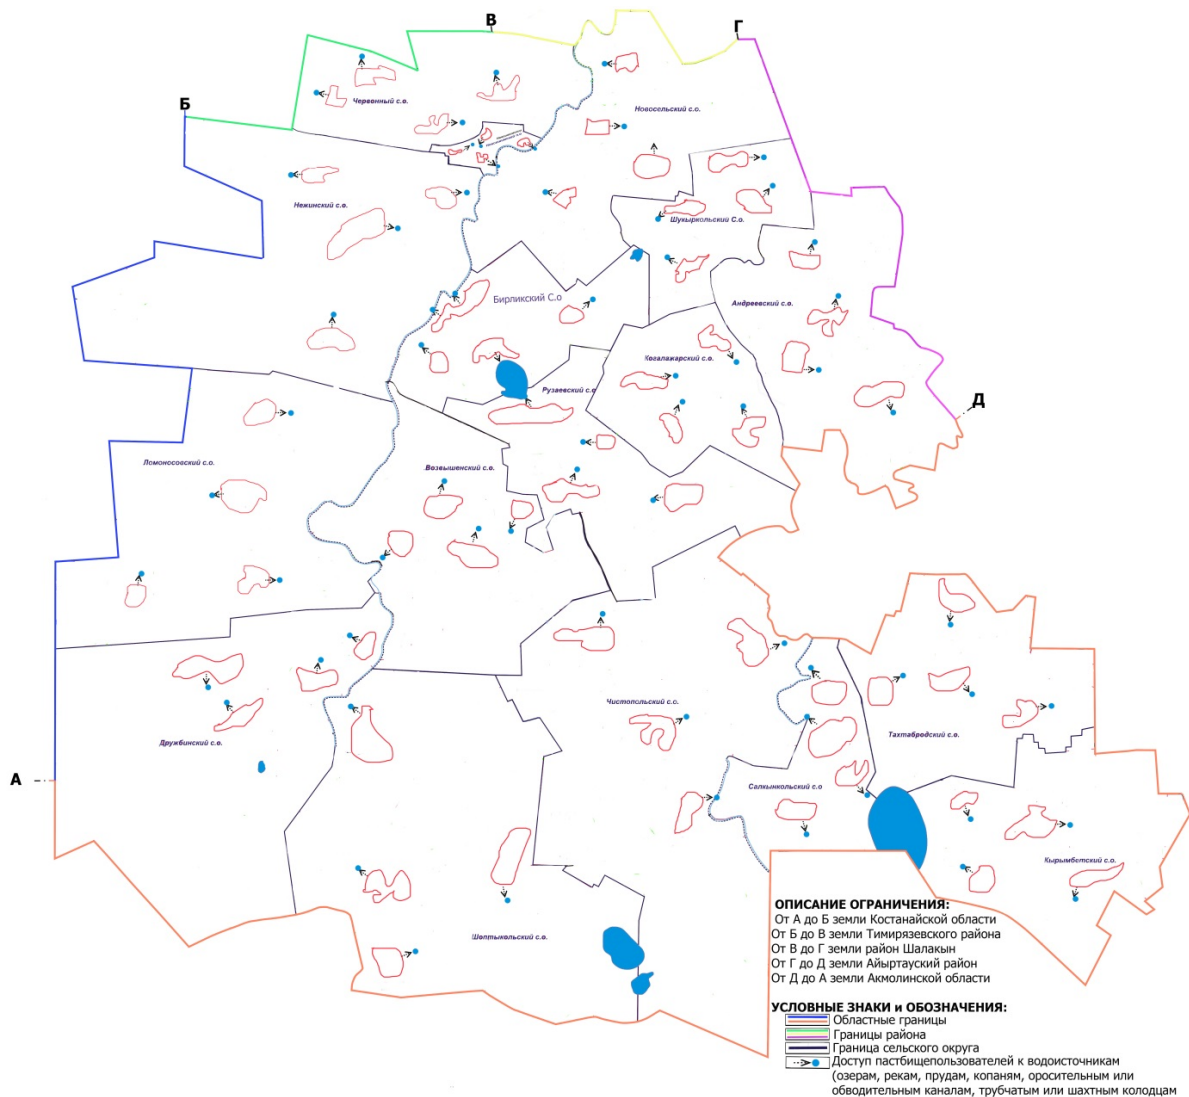 В
Г
Червонный с.о.
Новосельский с.о.
Б
Нежинский с.о.
Шукыркольский С.о.
Бирликский С.о
Андреевский с.о.
Когалажарский с.о.
Рузаевский с.о
Д
Ломоносовский с.о.
Возвышенский с.о.
Чистопольский с.о.
Дружбинский с.о.
Тахтабродский с.о.
А
Салкынкольский с.о
Кырымбетский с.о.
Шоптыкольский с.о.
ОПИСАНИЕ ОГРАНИЧЕНИЯ:
От А до Б земли Костанайской области
От Б до В земли Тимирязевского района
От В до Г земли район Шалакын
От Г до Д земли Айыртауский район
От Д до А земли Акмолинской области
УСЛОВНЫЕ ЗНАКИ и ОБОЗНАЧЕНИЯ:
Областные границы
Границы района
Граница сельского округа
Доступ пастбищепользователей к водоисточникам
(озерам, рекам, прудам, копаням, оросительным или
обводительным каналам, трубчатым или шахтным колодцам